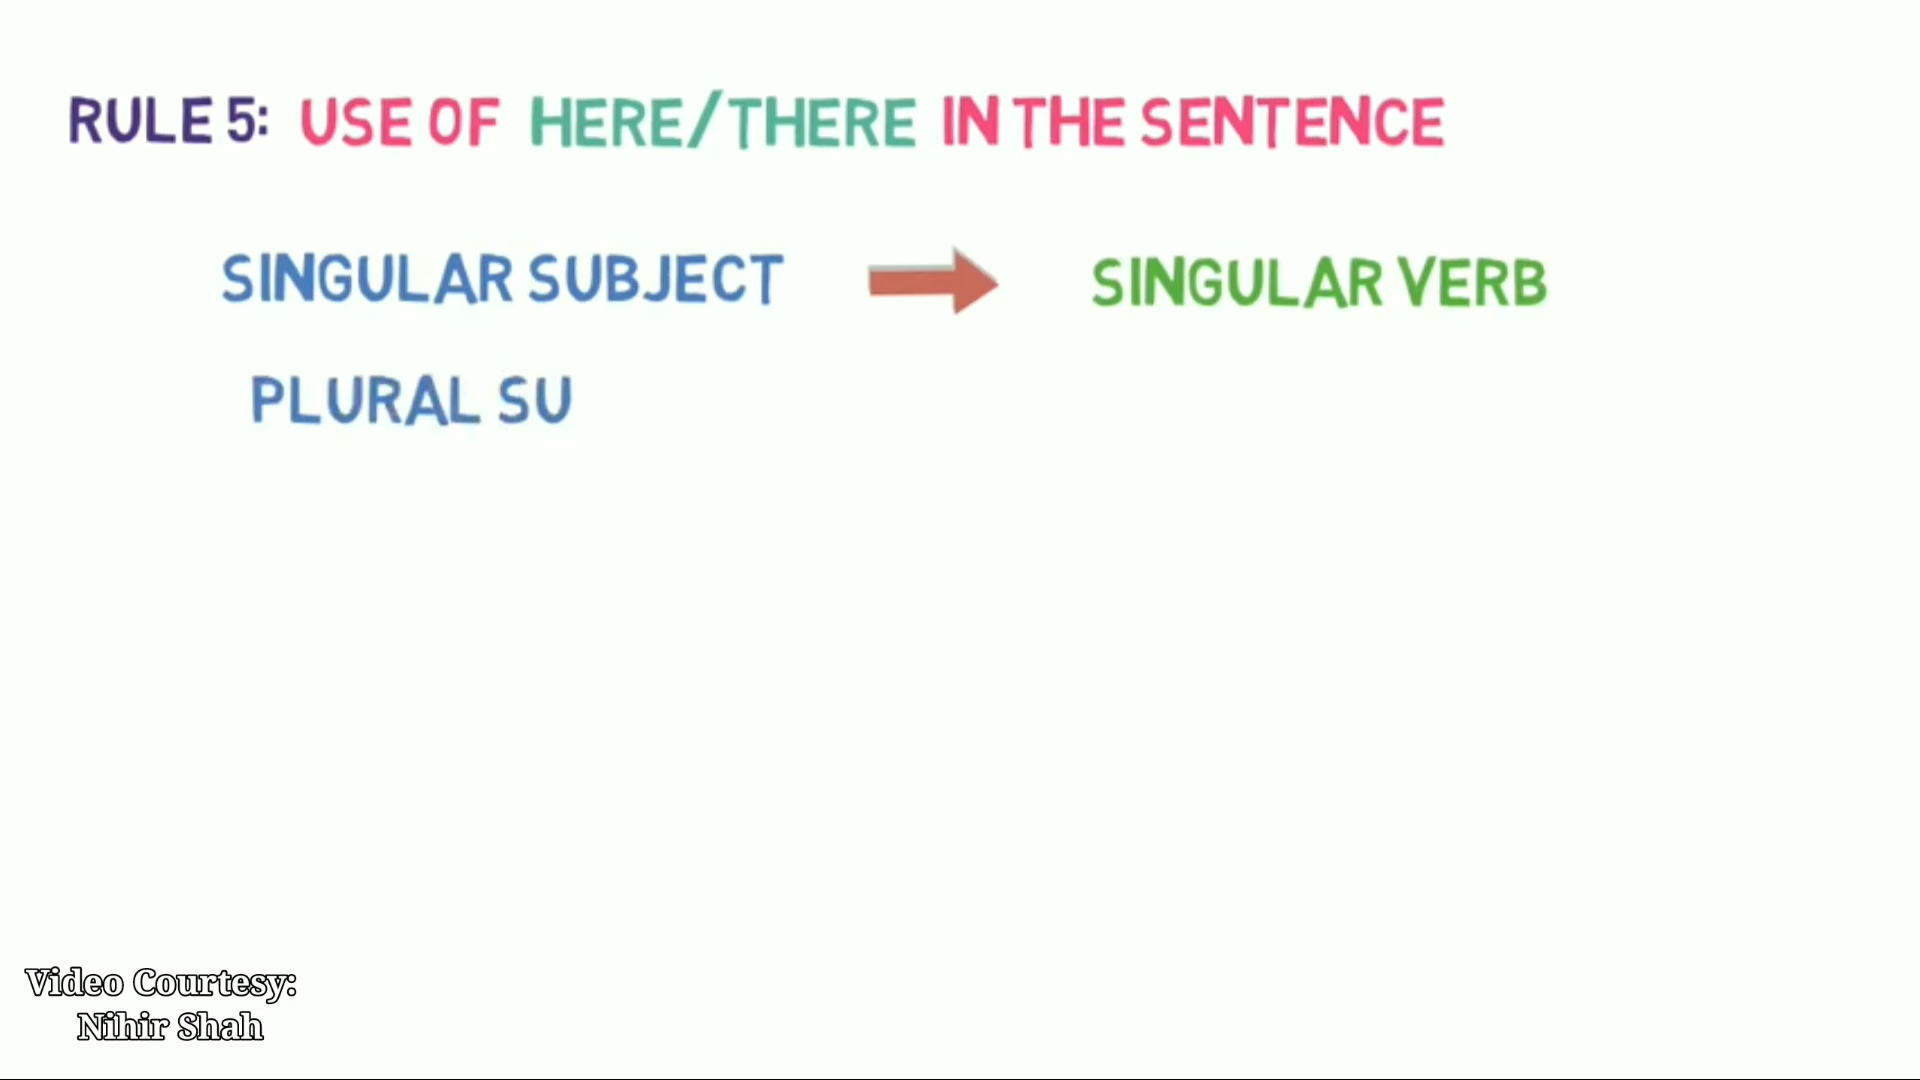 RULE 5: USE OF HERE/THERE IN THE SENTENCE
SINGULAR SUBJECT SINGULAR VERB
PLURAL SU
Video Courtesy:
Nihir Shah